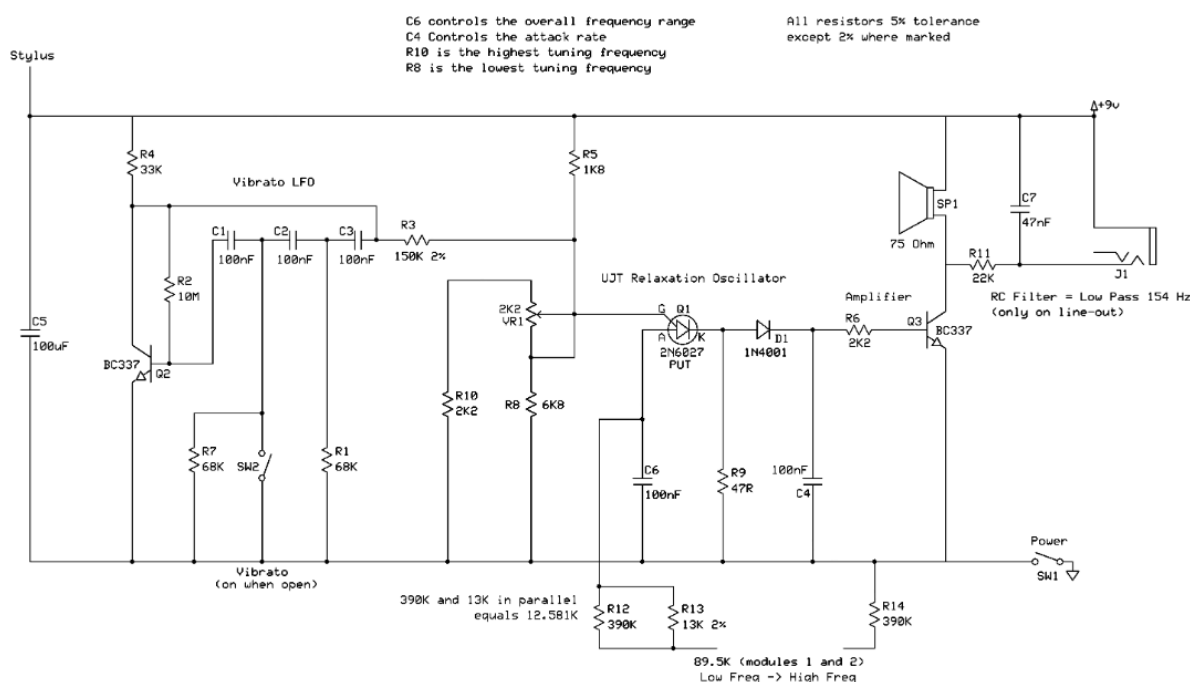 C6 controls the overall frequency range
C4 Controls the attack rate
R10 is the highest tuning frequency
R8 is the lowest tuning frequency
All resistors 5% tolerance
except 2% where marked
Stylus
+9v
R4
33K
Vibrato LFO
R5
1K8
SP1
75 Ohm
C7
47nF
C1
100nF
C2
100nF
C3
100nF
R3
150K 2%
R11
22K
J1
RC Filter = Low Pass 154 Hz
(only on line-out)
R2
10M
UJT Relaxation Oscillator
Amplifier
C5
100uF
2K2
VR1
G
Q1
A
K
2N6027
PUT
D1
1N4001
R6
2K2
Q3
BC337
BC337
Q2
R10
2K2
R8
6K8
R7
68K
SW2
R1
68K
C6
100nF
R9
47R
100nF
C4
Vibrato
(on when open)
Power
SW1
390K and 13K in parallel
equals 12.581K
R12
390K
R13
13K 2%
R14
390K
89.5K (modules 1 and 2)
Low Freq -> High Freq